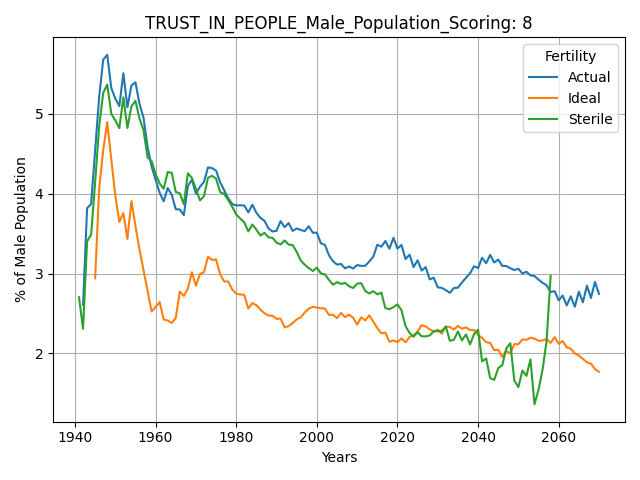 TRUST_IN_PEOPLE_Male_Population_Scoring: 8
Fertility
Actual
Ideal
Sterile
% of Male Population
5
4
3
2
1940 1960 1980 2000 2020 2040 2060
Years